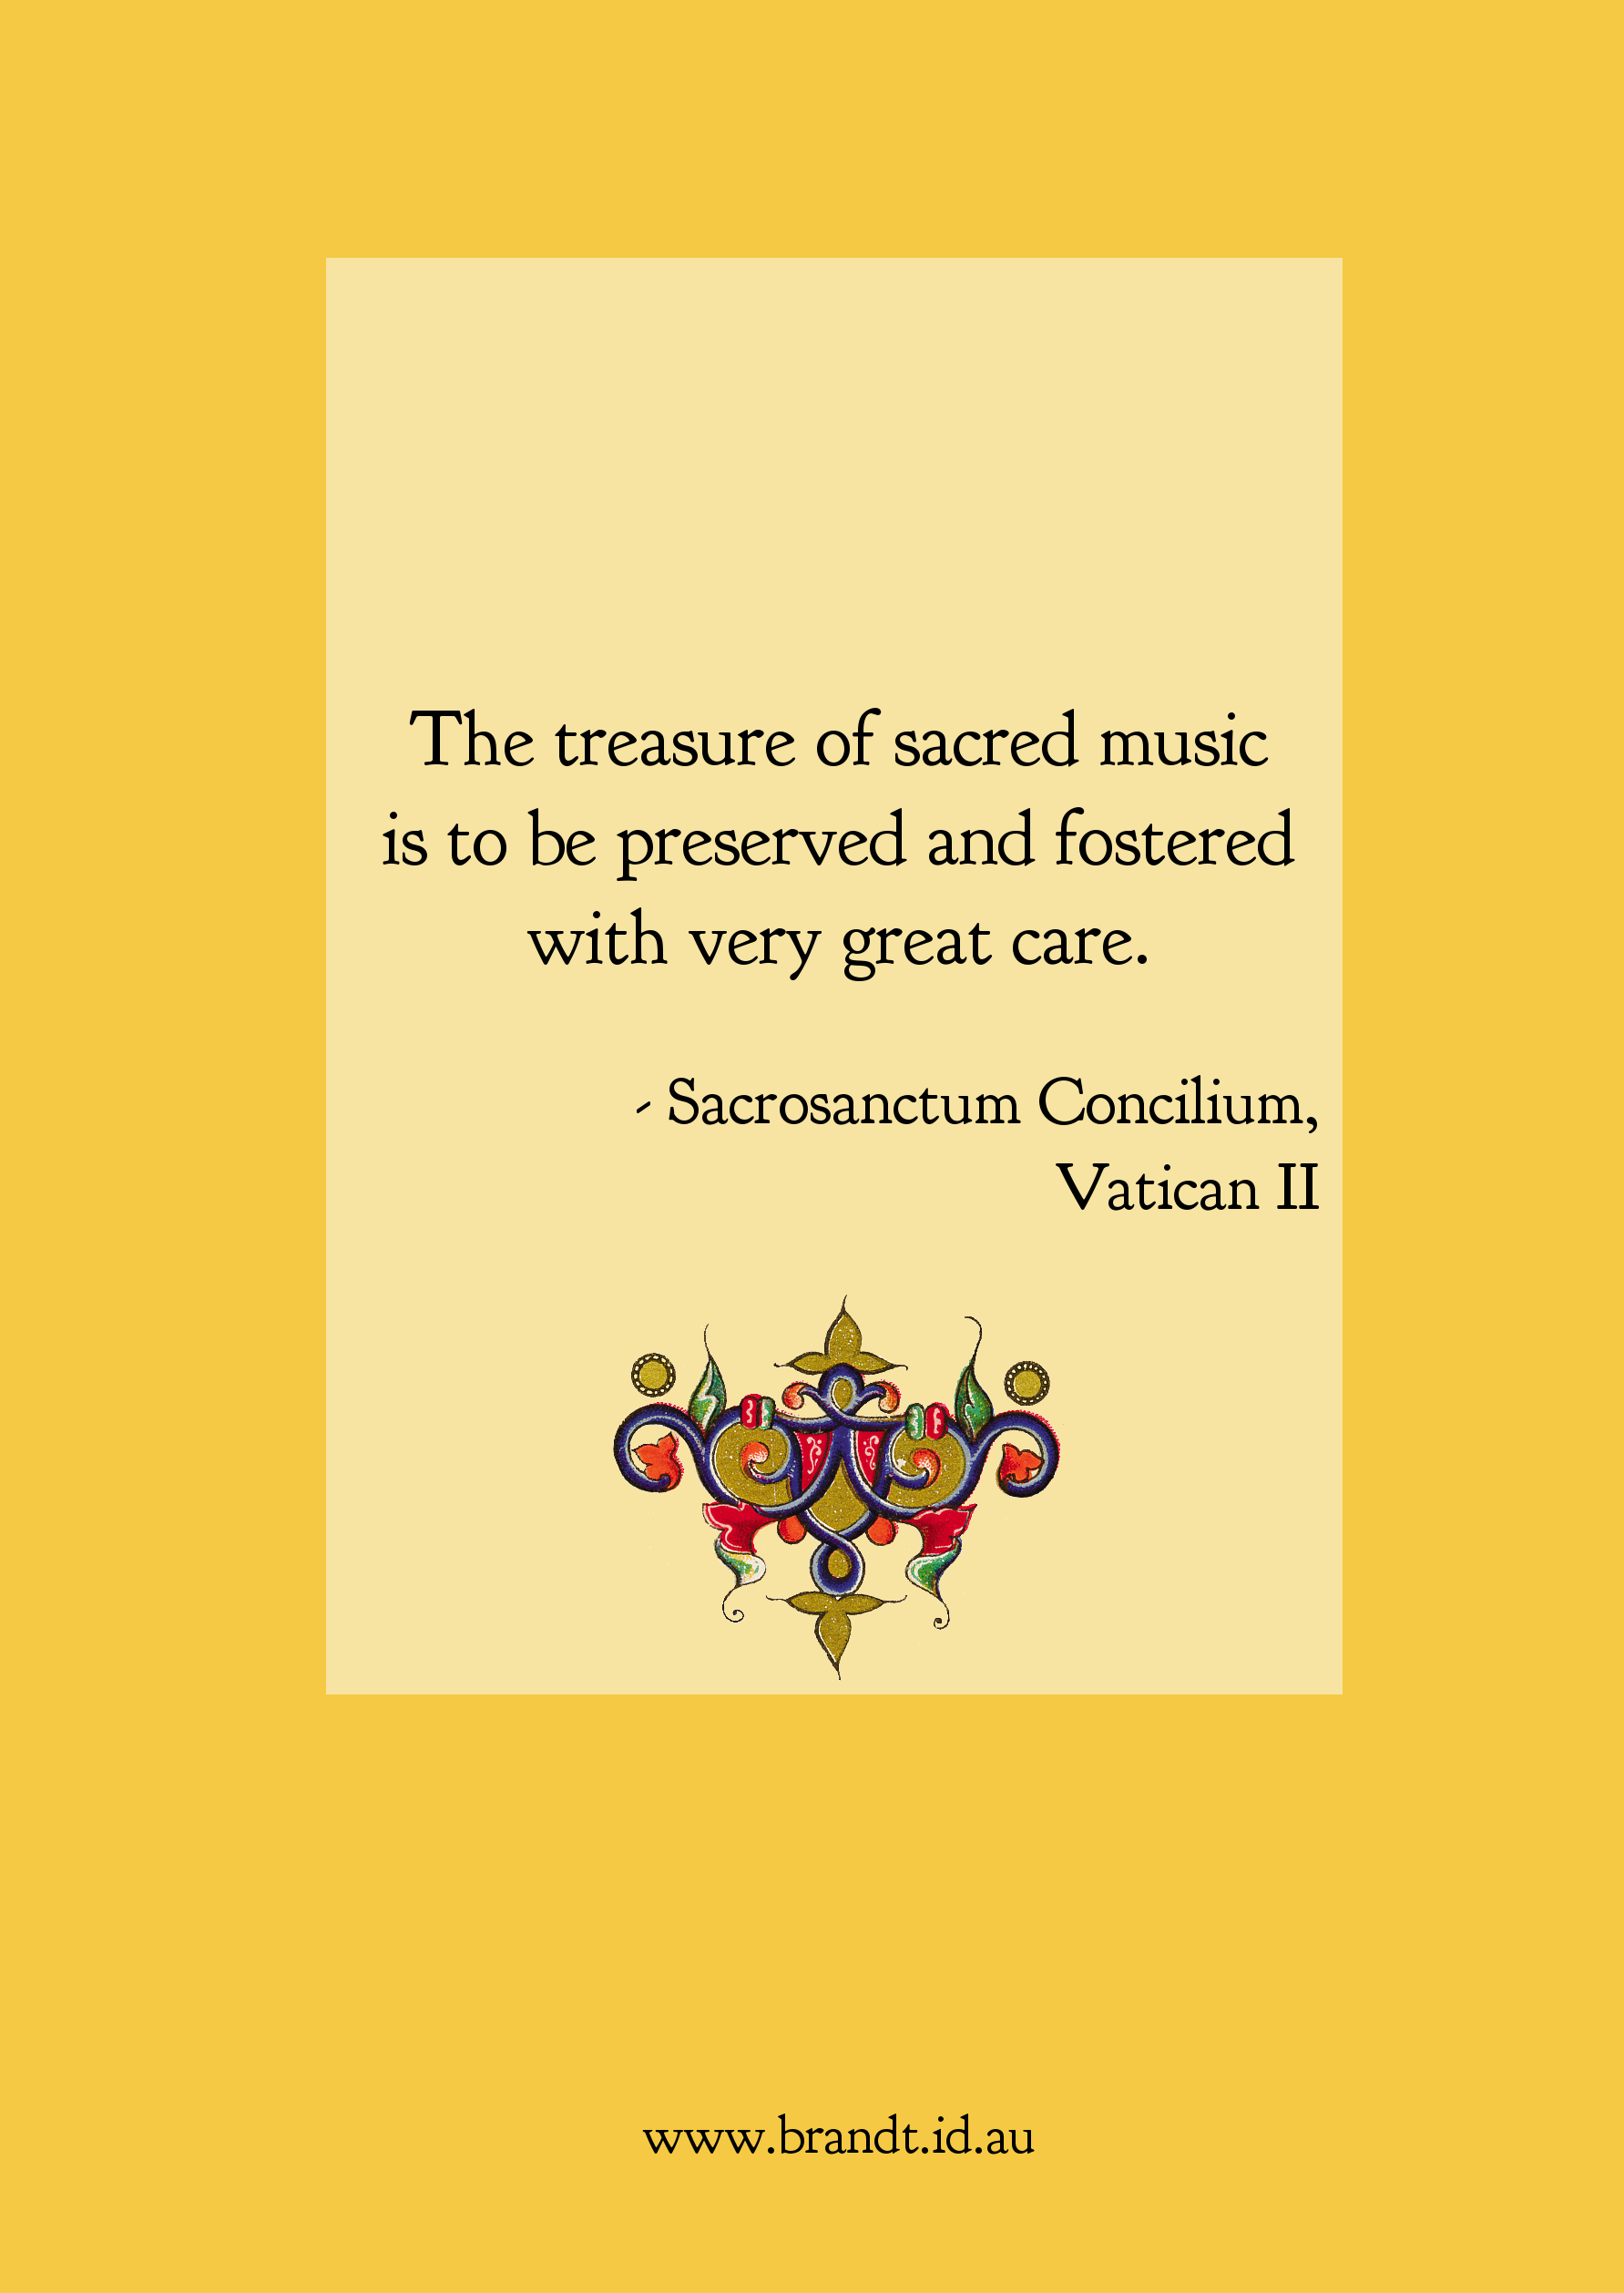 The treasure of sacred music
is to be preserved and fostered
with very great care.
- Sacrosanctum Concilium,
Vatican II
www.brandt.id.au